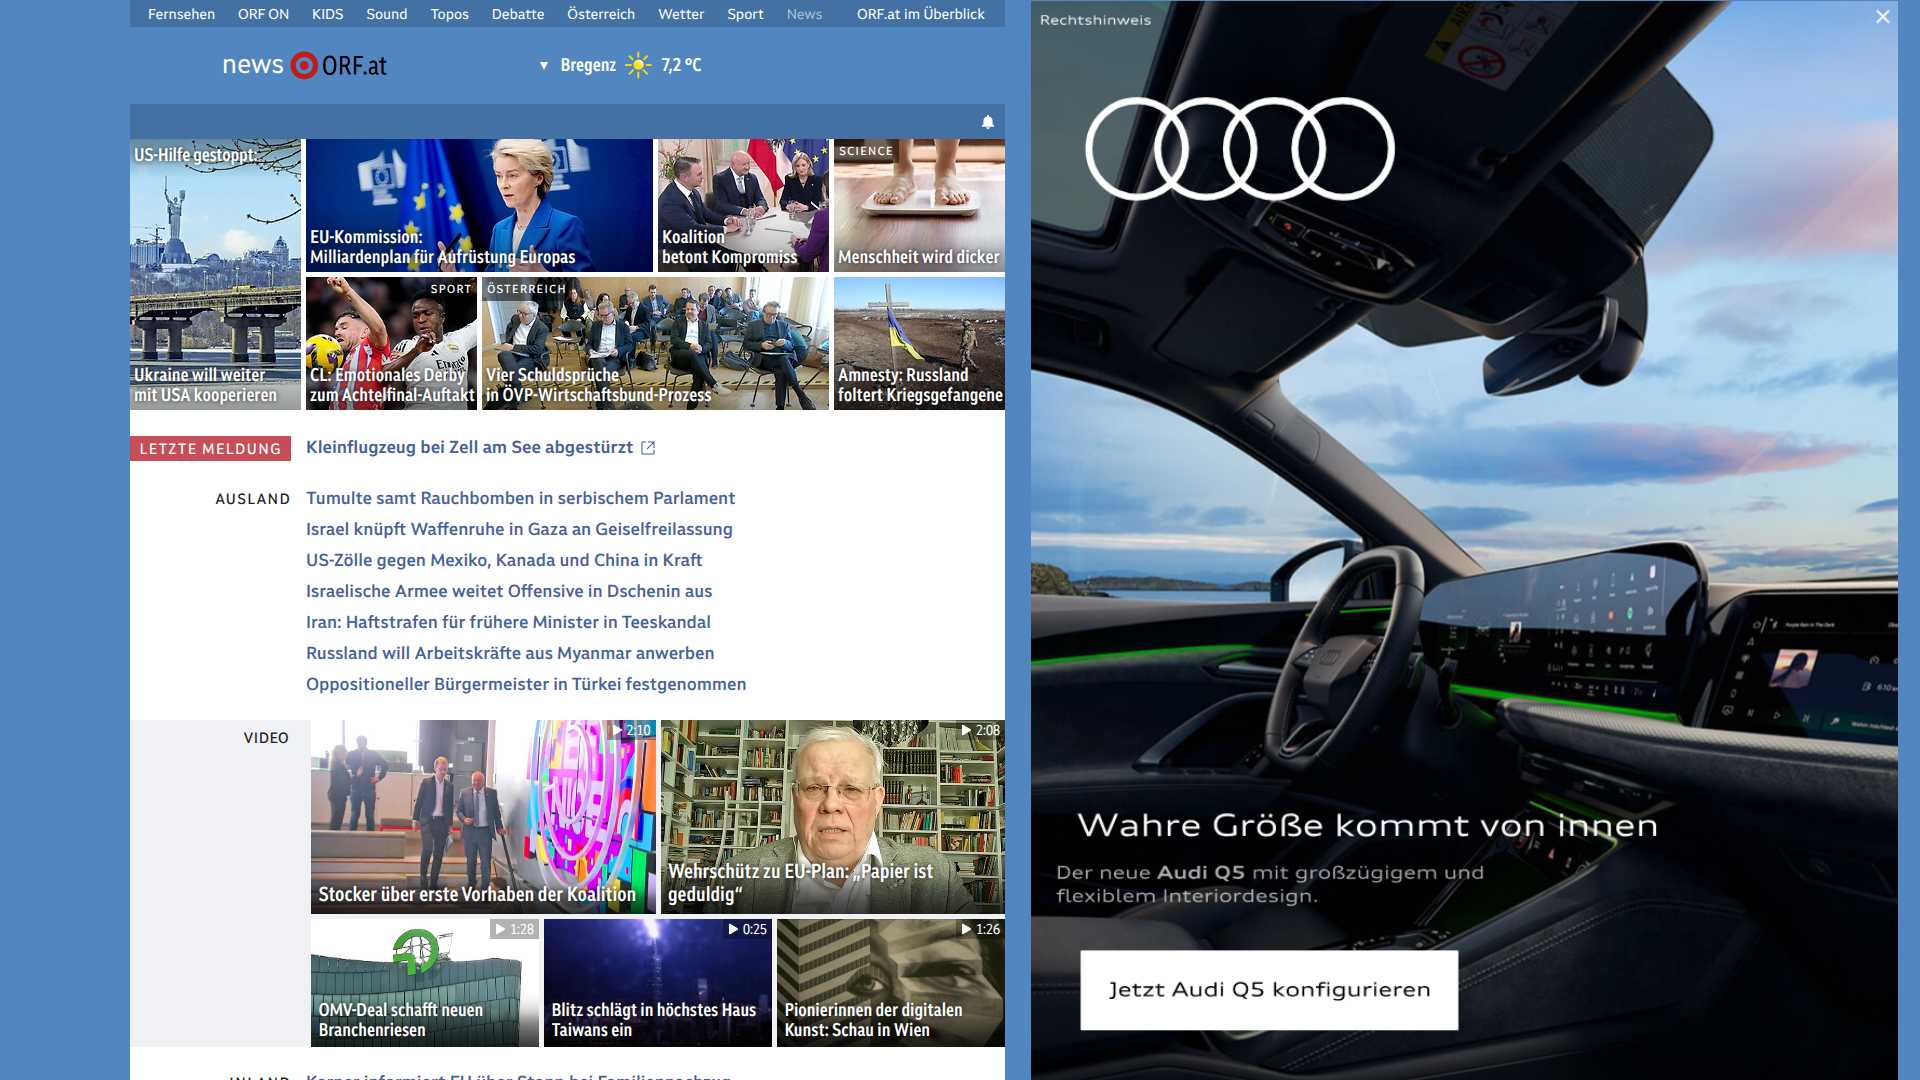 Fernsehen ORF ON KIDS Sound Topos Debatte Österreich Wetter Sport News ORF.at im Überblick
news ORF.at
Bregenz 7,2 °C
US-Hilfe gestoppt:
Ukraine will weiter
mit USA kooperieren
EU-Kommission:
Milliardenplan für Aufrüstung Europas
Koalition
betont Kompromiss
SCIENCE
Menschheit wird dicker
SPORT
CL: Emotionales Derby
zum Achtelfinal-Auftakt
ÖSTERREICH
Vier Schuldsprüche
in ÖVP-Wirtschaftsbund-Prozess
Amnesty: Russland
foltert Kriegsgefangene
LETZTE MELDUNG
Kleinflugzeug bei Zell am See abgestürzt
AUSLAND
Tumulte samt Rauchbomben in serbischem Parlament
Israel knüpft Waffenruhe in Gaza an Geiselfreilassung
US-Zölle gegen Mexiko, Kanada und China in Kraft
Israelische Armee weitet Offensive in Dschenin aus
Iran: Haftstrafen für frühere Minister in Teeskandal
Russland will Arbeitskräfte aus Myanmar anwerben
Oppositioneller Bürgermeister in Türkei festgenommen
VIDEO
2:10
Stocker über erste Vorhaben der Koalition
2:08
Wehrschütz zu EU-Plan: „Papier ist
geduldig“
1:28
OMV-Deal schafft neuen
Branchenriesen
0:25
Blitz schlägt in höchstes Haus
Taiwans ein
1:26
Pionierinnen der digitalen
Kunst: Schau in Wien
INLAND
Karner informiert EU über Stopp bei Familiennachzug
Rechtshinweis
Wahre Größe kommt von innen
Der neue Audi Q5 mit großzügigem und
flexiblem Interiordesign.
Jetzt Audi Q5 konfigurieren